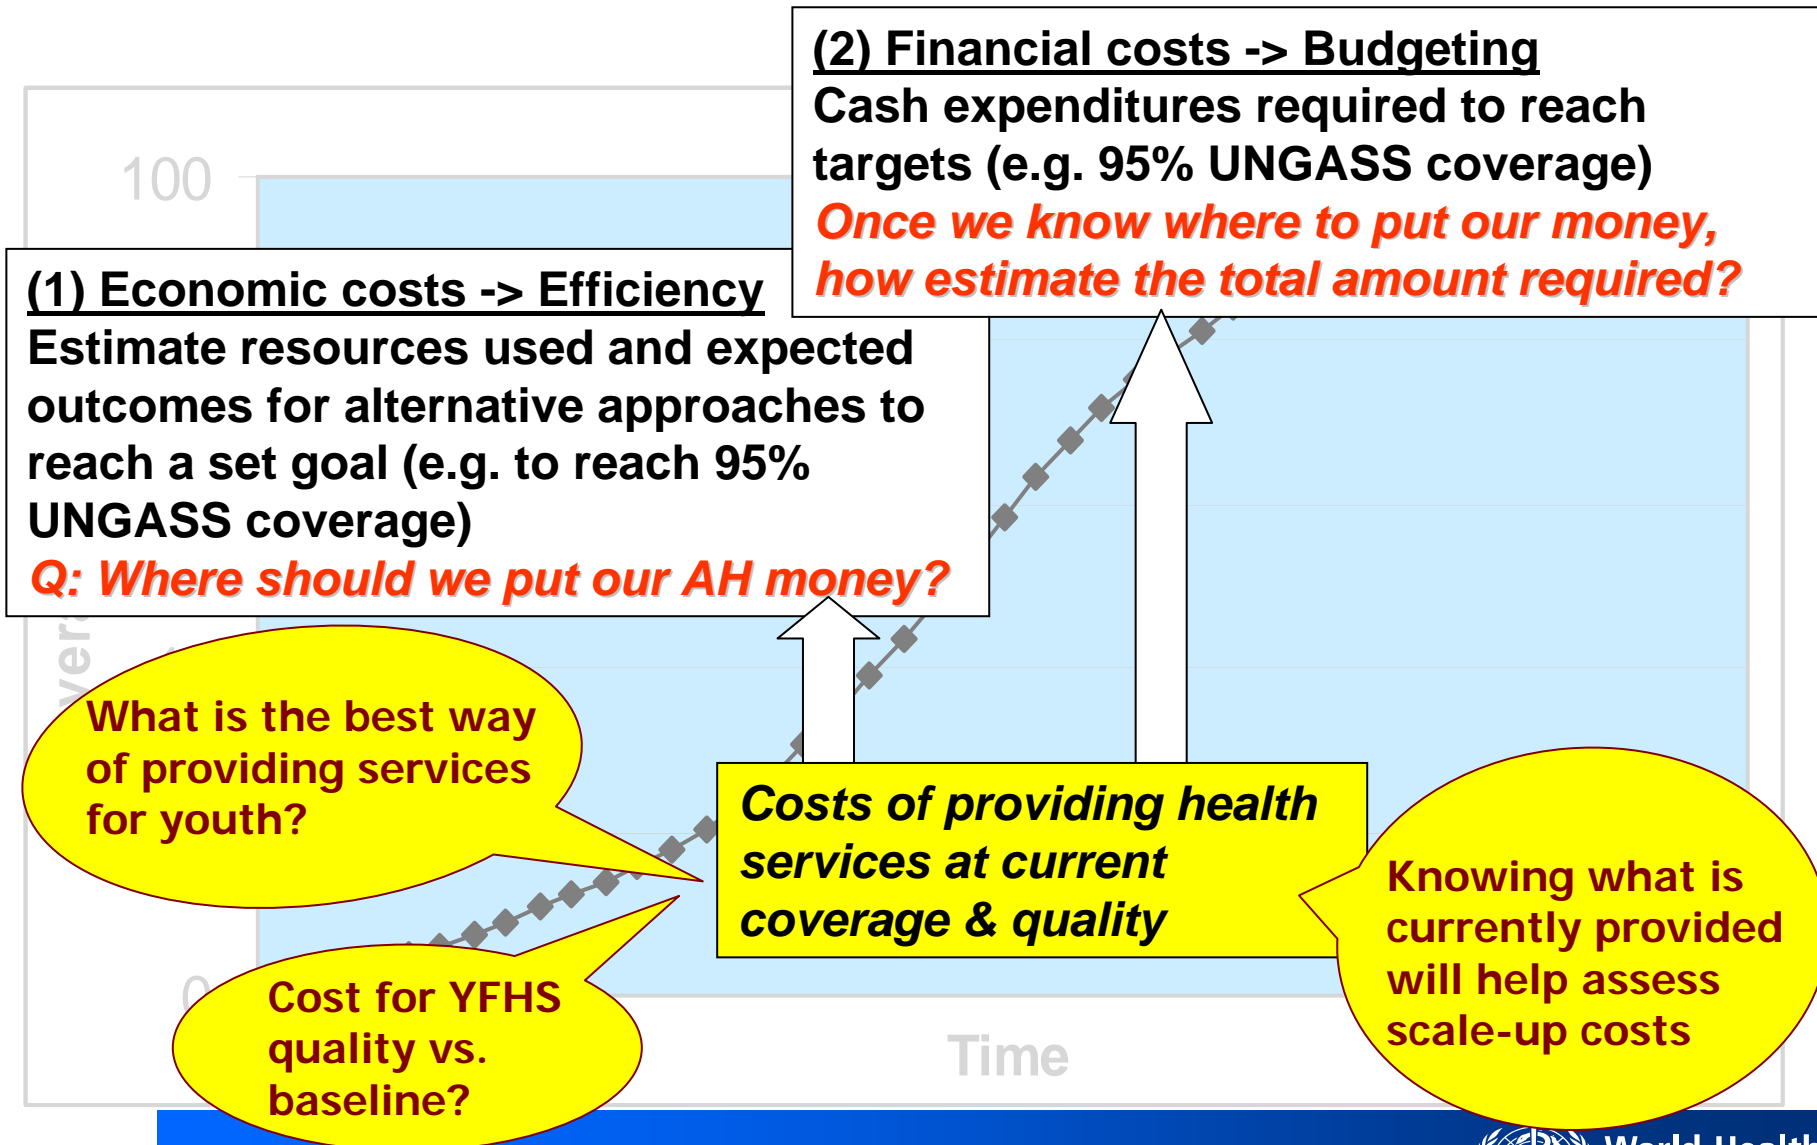 (2) Financial costs -> Budgeting
Cash expenditures required to reach
targets (e.g. 95% UNGASS coverage)
Once we know where to put our money,
how estimate the total amount required?
100
(1) Economic costs -> Efficiency
Estimate resources used and expected
outcomes for alternative approaches to
reach a set goal (e.g. to reach 95%
UNGASS coverage)
Q: Where should we put our AH money?
What is the best way
of providing services
for youth?
Costs of providing health
services at current
coverage & quality
Knowing what is
currently provided
will help assess
scale-up costs
0
Cost for YFHS
quality vs.
baseline?
Time
World Health